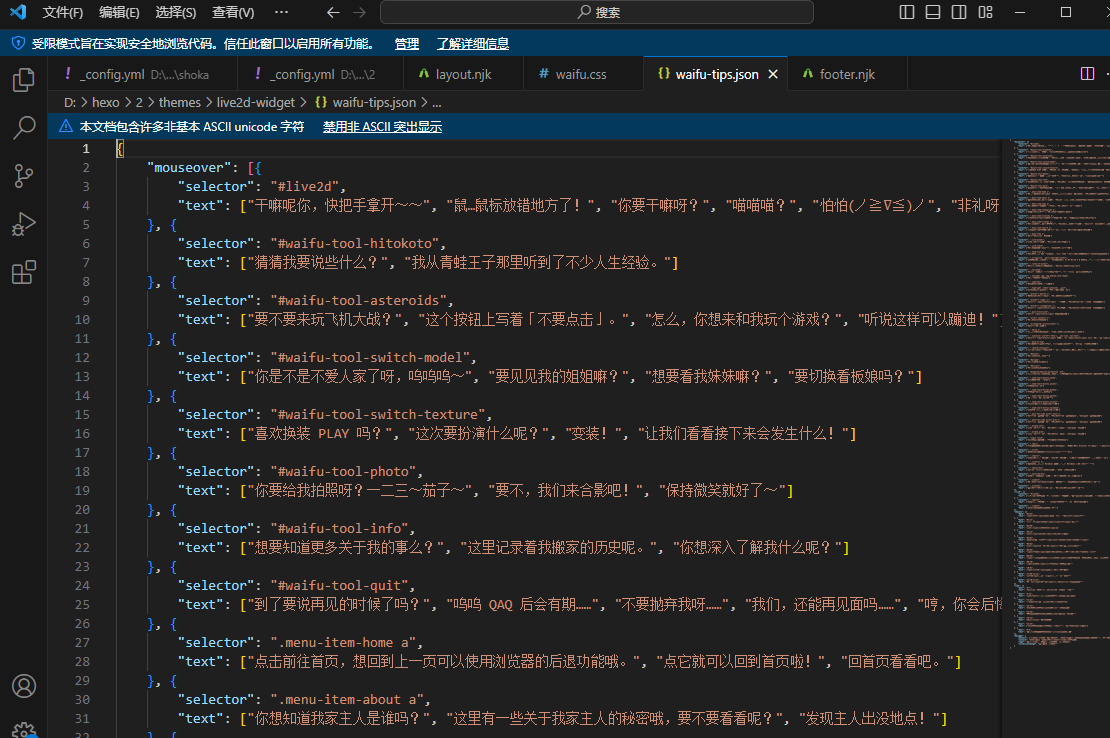 文件(F) 编辑(E) 选择(S) 查看(V) ··· 搜索
受限模式旨在实现安全地浏览代码。信任此窗口以启用所有功能。 管理 了解详细信息
! _config.yml D:\...\shoka ! _config.yml D:\...\2 layout.njk # waifu.css {} waifu-tips.json × footer.njk
D: > hexo > 2 > themes > live2d-widget > {} waifu-tips.json > ...
本文档包含许多非基本 ASCII unicode 字符 禁用非 ASCII 突出显示
1 {
2 "mouseover": [{
3 "selector": "#live2d",
4 "text": ["干嘛呢你，快把手拿开～～", "鼠…鼠标放错地方了！", "你要干嘛呀？", "喵喵喵？", "怕怕(ノ≧∇≦)ノ", "非礼呀
5 }, {
6 "selector": "#waifu-tool-hitokoto",
7 "text": ["猜猜我要说些什么？", "我从青蛙王子那里听到了不少人生经验。"]
8 }, {
9 "selector": "#waifu-tool-asteroids",
10 "text": ["要不要来玩飞机大战？", "这个按钮上写着「不要点击」。", "怎么，你想来和我玩个游戏？", "听说这样可以蹦迪！"]
11 }, {
12 "selector": "#waifu-tool-switch-model",
13 "text": ["你是不是不爱人家了呀，呜呜呜～", "要见见我的姐姐嘛？", "想要看我妹妹嘛？", "要切换看板娘吗？"]
14 }, {
15 "selector": "#waifu-tool-switch-texture",
16 "text": ["喜欢换装 PLAY 吗？", "这次要扮演什么呢？", "变装！", "让我们看看接下来会发生什么！"]
17 }, {
18 "selector": "#waifu-tool-photo",
19 "text": ["你要给我拍照呀？一二三～茄子～", "要不，我们来合影吧！", "保持微笑就好了～"]
20 }, {
21 "selector": "#waifu-tool-info",
22 "text": ["想要知道更多关于我的事么？", "这里记录着我搬家的历史呢。", "你想深入了解我什么呢？"]
23 }, {
24 "selector": "#waifu-tool-quit",
25 "text": ["到了要说再见的时候了吗？", "呜呜 QAQ 后会有期……", "不要抛弃我呀……", "我们，还能再见面吗……", "哼，你会后悔
26 }, {
27 "selector": ".menu-item-home a",
28 "text": ["点击前往首页，想回到上一页可以使用浏览器的后退功能哦。", "点它就可以回到首页啦！", "回首页看看吧。"]
29 }, {
30 "selector": ".menu-item-about a",
31 "text": ["你想知道我家主人是谁吗？", "这里有一些关于我家主人的秘密哦，要不要看看呢？", "发现主人出没地点！"]
32 }, {